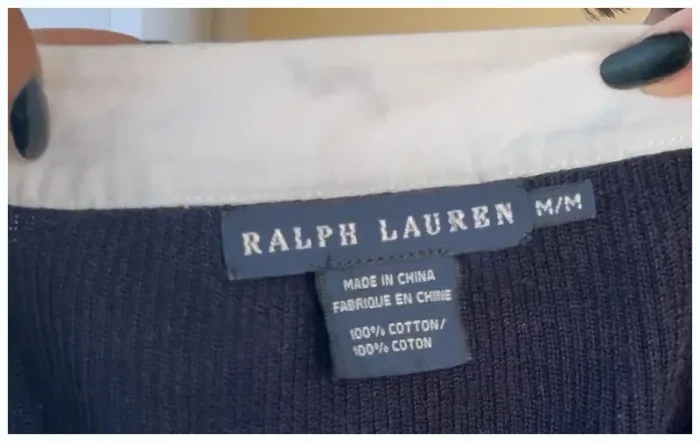 RALPH LAUREN
M/M
MADE IN CHINA
FABRIQUE EN CHINE
100% COTTON/
100% COTON